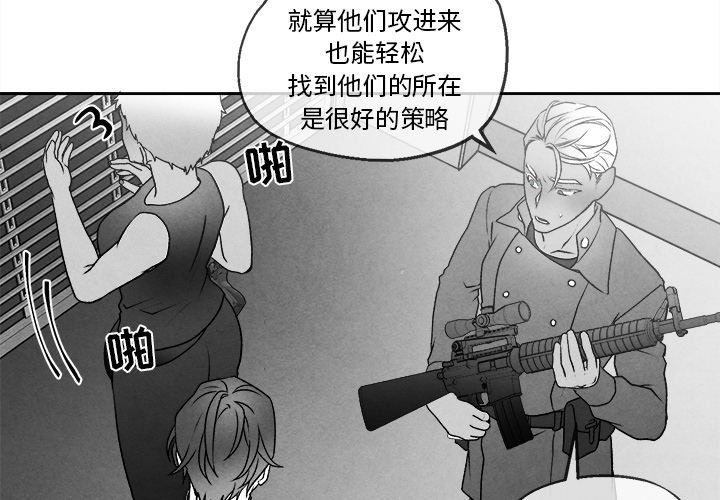 就算他们攻进来
也能轻松
找到他们的所在
是很好的策略
啪
啪